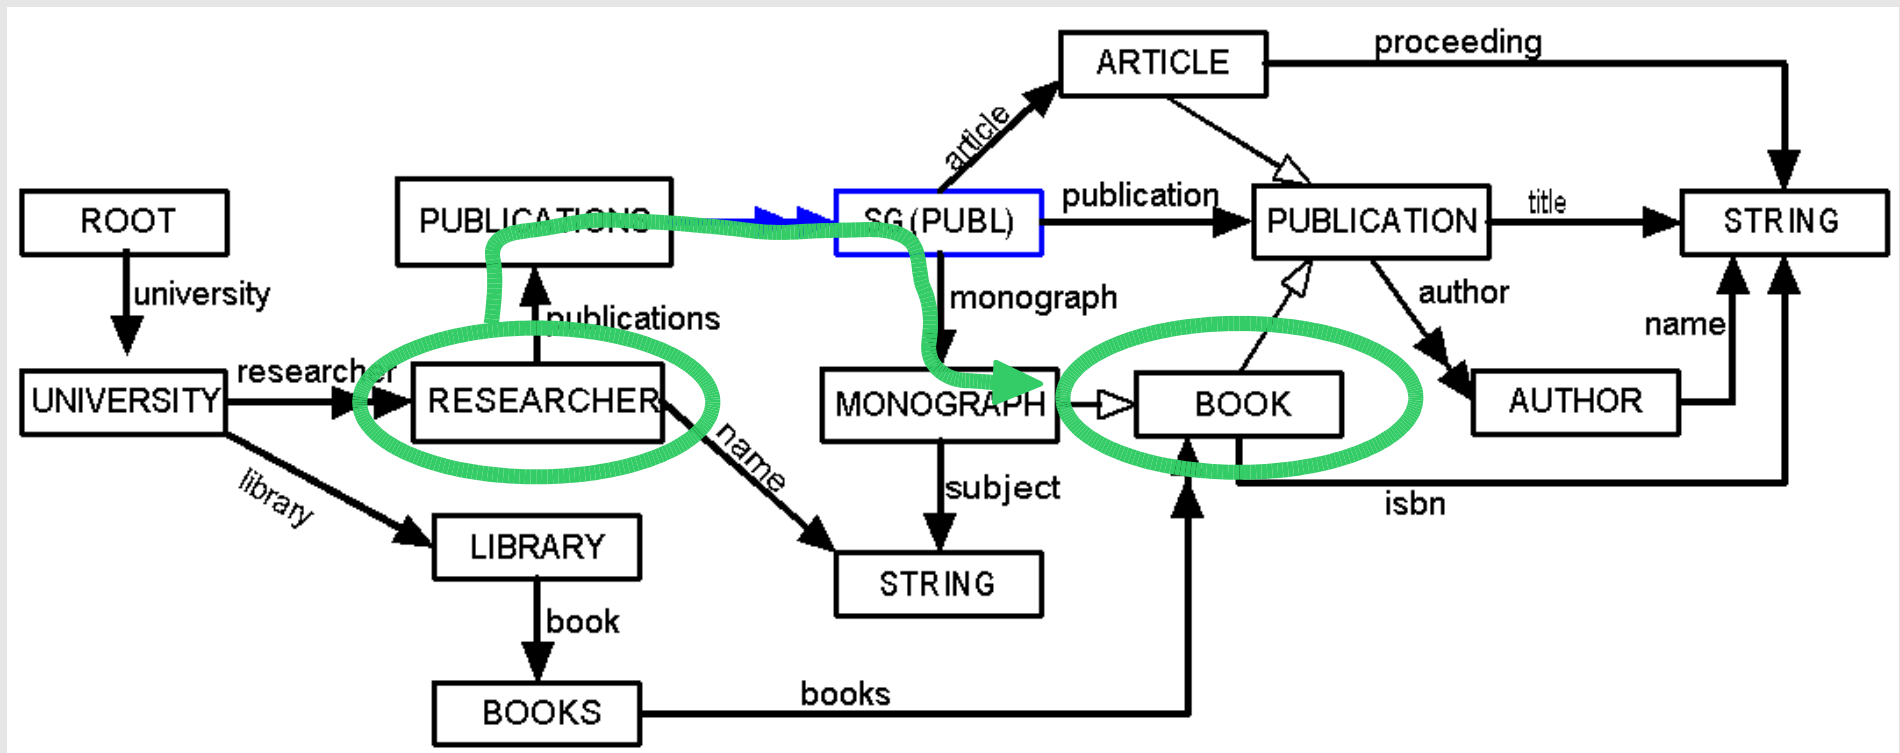 proceeding
ARTICLE
article
ROOT
PUBLICATIONS
SG(PUBL)
publication
PUBLICATION
title
STRING
university
publications
monograph
author
name
researcher
UNIVERSITY
RESEARCHER
MONOGRAPH
BOOK
AUTHOR
name
library
subject
isbn
LIBRARY
STRING
book
books
BOOKS